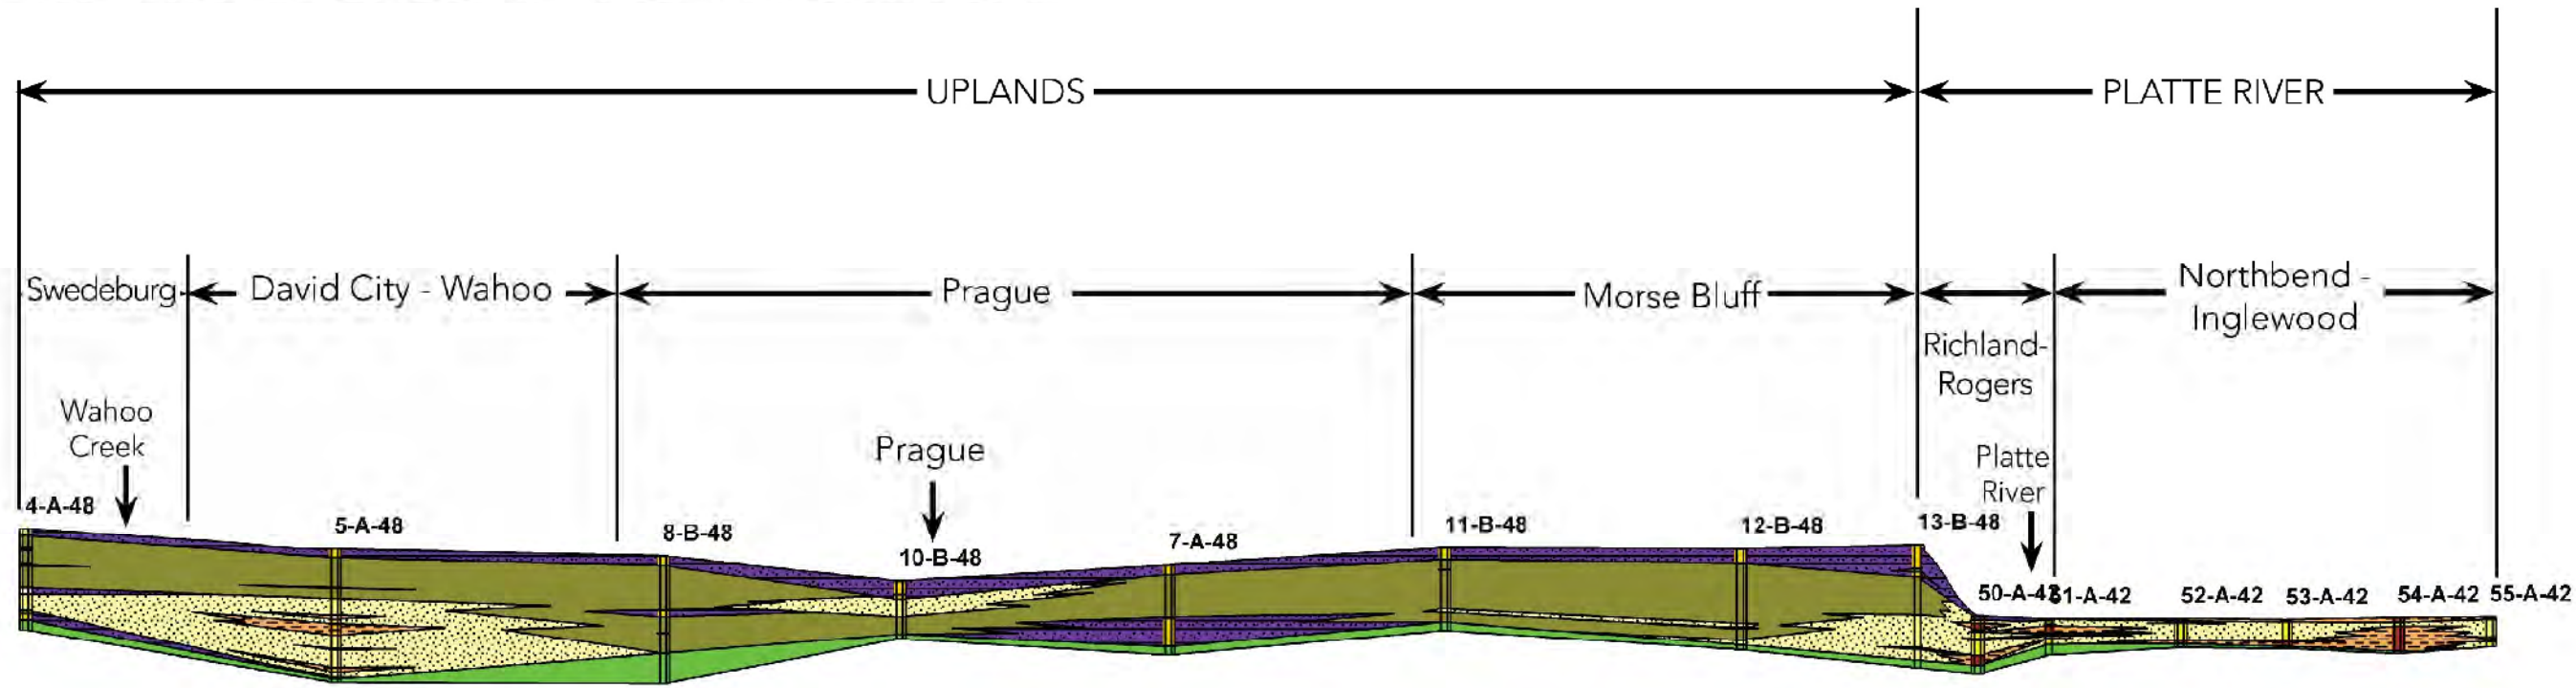 UPLANDS
PLATTE RIVER
Swedeburg
David City - Wahoo
Prague
Morse Bluff
Northbend -
Inglewood
Richland-
Rogers
Wahoo
Creek
Prague
Platte
River
4-A-48
5-A-48
8-B-48
10-B-48
7-A-48
11-B-48
12-B-48
13-B-48
50-A-42
51-A-42
52-A-42
53-A-42
54-A-42
55-A-42